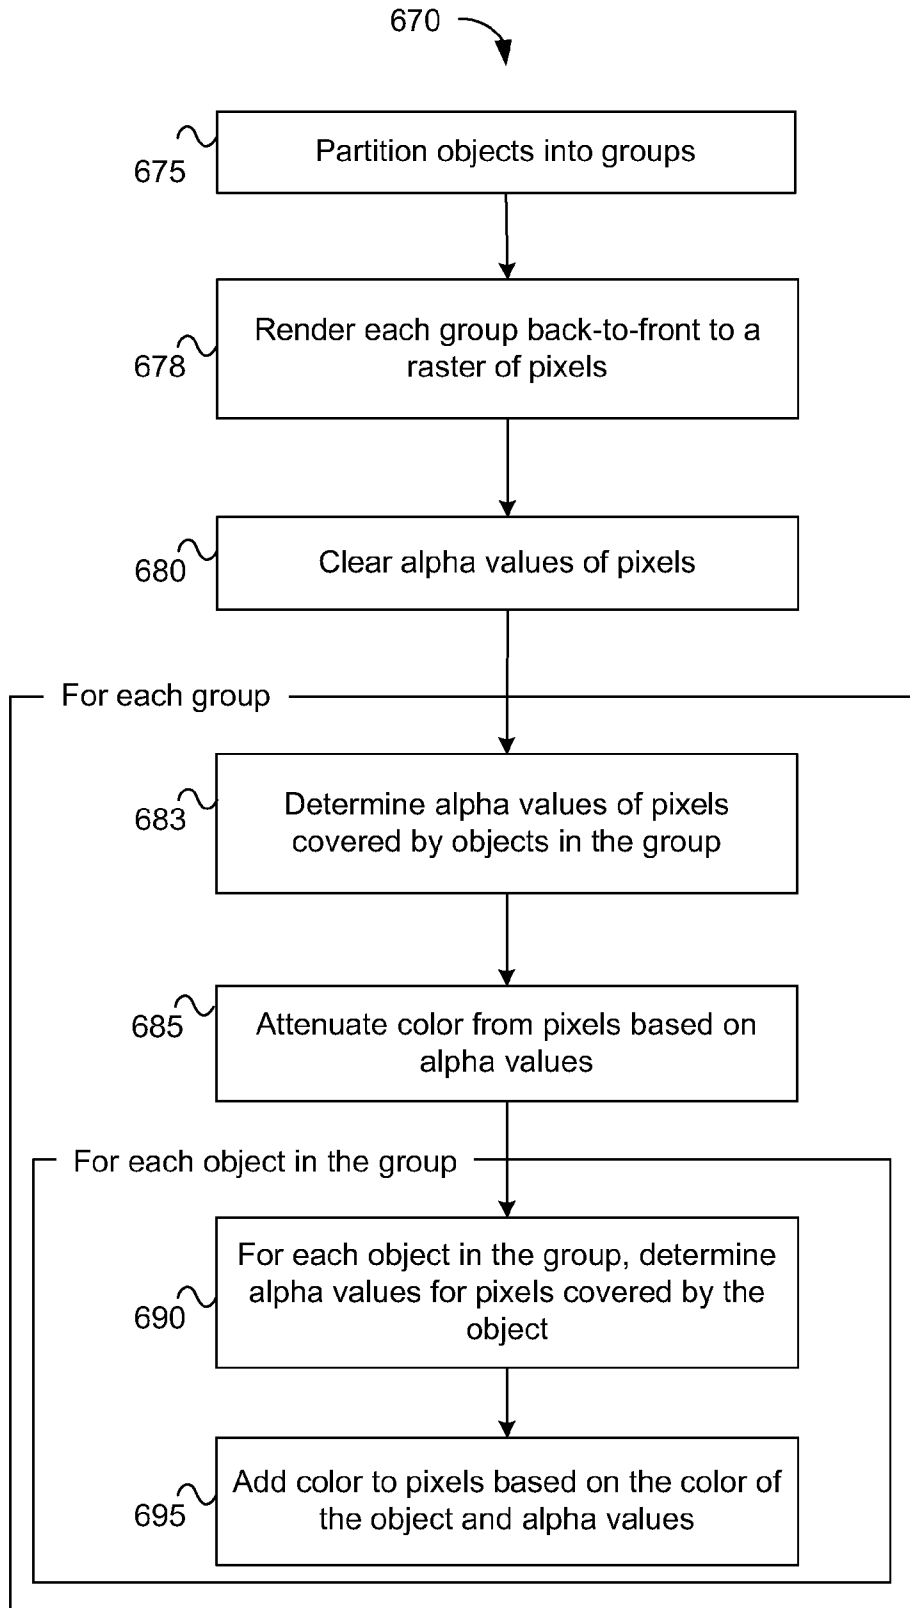 670
Partition objects into groups
675
Render each group back-to-front to a
raster of pixels
678
Clear alpha values of pixels
680
For each group
Determine alpha values of pixels
covered by objects in the group
683
Attenuate color from pixels based on
alpha values
685
For each object in the group
For each object in the group, determine
alpha values for pixels covered by the
object
690
Add color to pixels based on the color of
the object and alpha values
695